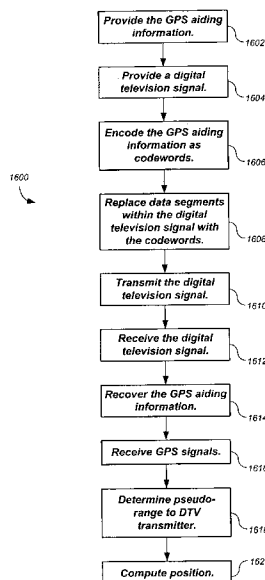 Provide the GPS aiding
information.
1602
Provide a digital
television signal.
1604
Encode the GPS aiding
information as
codewords.
1606
1600
Replace data segments
within the digital
television signal with
the codewords.
1608
Transmit the digital
television signal.
1610
Receive the digital
television signal.
1612
Recover the GPS aiding
information.
1614
Receive GPS signals.
Determine pseudo-
range to DTV
transmitter.
Compute position.